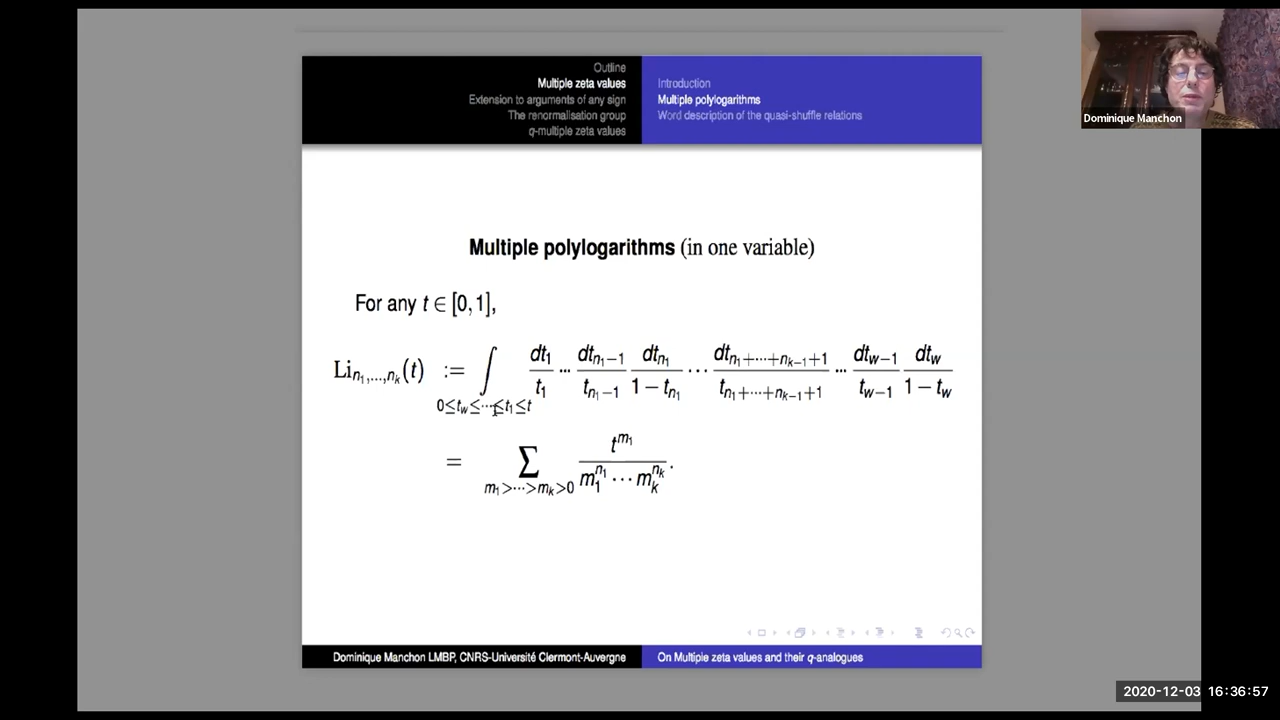 Outline
Multiple zeta values
Extension to arguments of any sign
The renormalisation group
q-multiple zeta values
Introduction
Multiple polylogarithms
Word description of the quasi-shuffle relations
Dominique Manchon
Multiple polylogarithms (in one variable)
For any t ∈ [0, 1],
Li_{n_1,…,n_k}(t) := ∫_{0≤t_w≤⋯≤t_1≤t} dt_1/t_1 ⋯ dt_{n_1−1}/t_{n_1−1} dt_{n_1}/(1 − t_{n_1}) ⋯ dt_{n_1+⋯+n_{k−1}+1}/t_{n_1+⋯+n_{k−1}+1} ⋯ dt_{w−1}/t_{w−1} dt_w/(1 − t_w)
= ∑_{m_1>⋯>m_k>0} t^{m_1}/(m_1^{n_1} ⋯ m_k^{n_k}).
Dominique Manchon LMBP, CNRS-Université Clermont-Auvergne
On Multiple zeta values and their q-analogues
2020-12-03 16:36:57